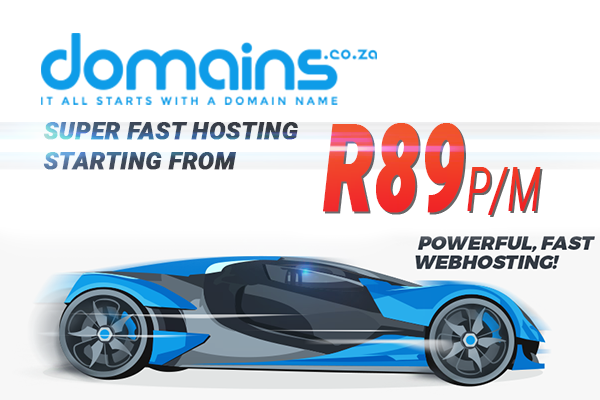 domains.co.za
IT ALL STARTS WITH A DOMAIN NAME
SUPER FAST HOSTING
STARTING FROM
R89P/M
POWERFUL, FAST
WEBHOSTING!